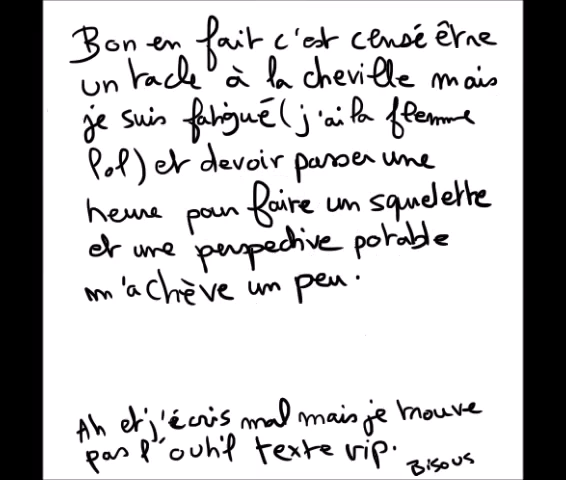 Bon en fait c'est censé être
un tacle à la cheville mais
je suis fatigué (j'ai la flemme
lol) et devoir passer une
heure pour faire un squelette
et une perspective potable
m'achève un peu.
Ah et j'écris mal mais je trouve
pas l'outil texte vip.
Bisous